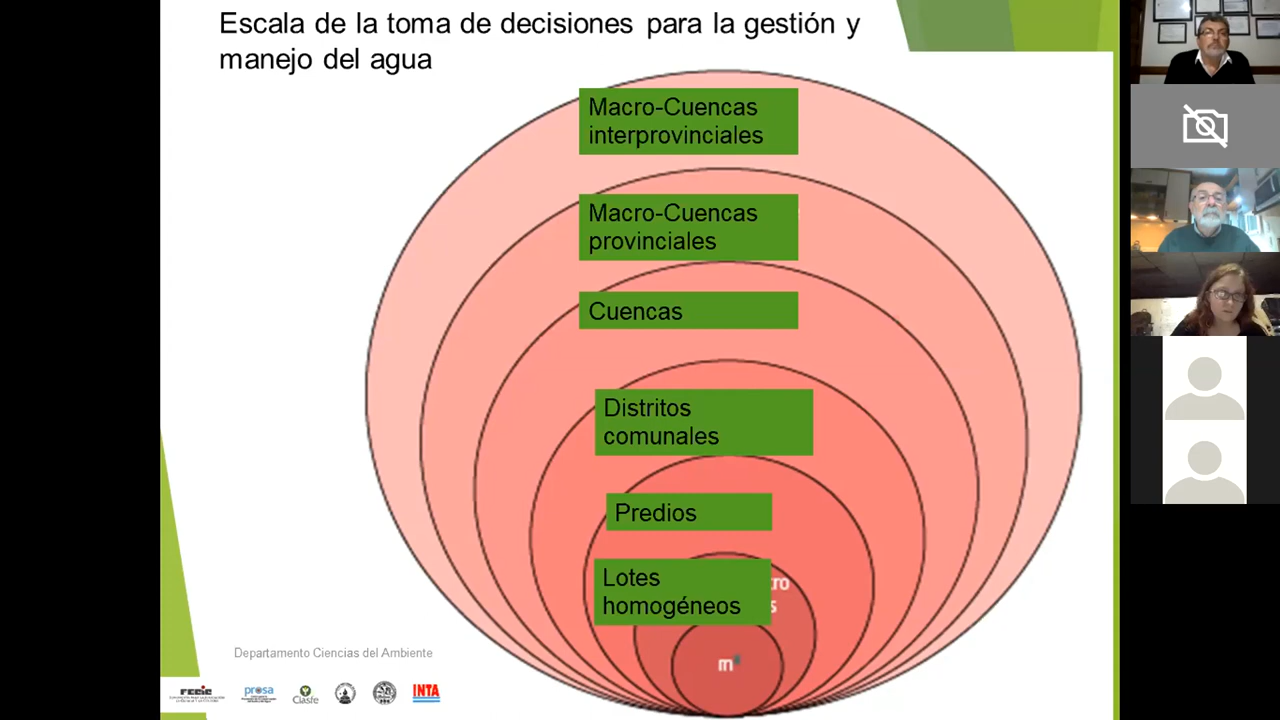 Escala de la toma de decisiones para la gestión y
manejo del agua
Macro-Cuencas
interprovinciales
Macro-Cuencas
provinciales
Cuencas
Distritos
comunales
Predios
Lotes
homogéneos
Departamento Ciencias del Ambiente
prosa
Clasfe
INTA